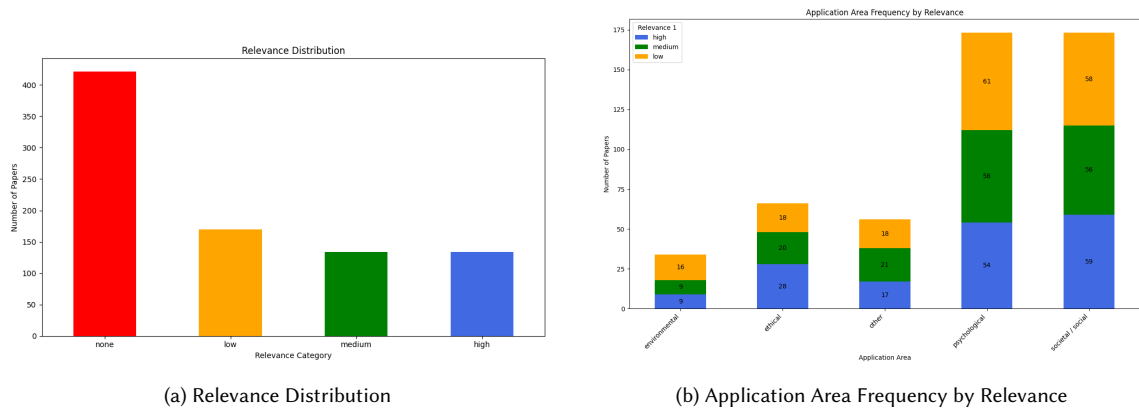 Relevance Distribution
400
350
300
250
200
150
100
50
0
Number of Papers
none
low
medium
high
Relevance Category
(a) Relevance Distribution
Application Area Frequency by Relevance
Relevance 1
high
medium
low
175
150
125
100
75
50
25
0
Number of Papers
16
9
9
18
20
28
18
21
17
61
58
54
58
56
59
environmental
ethical
other
psychological
societal / social
Application Area
(b) Application Area Frequency by Relevance